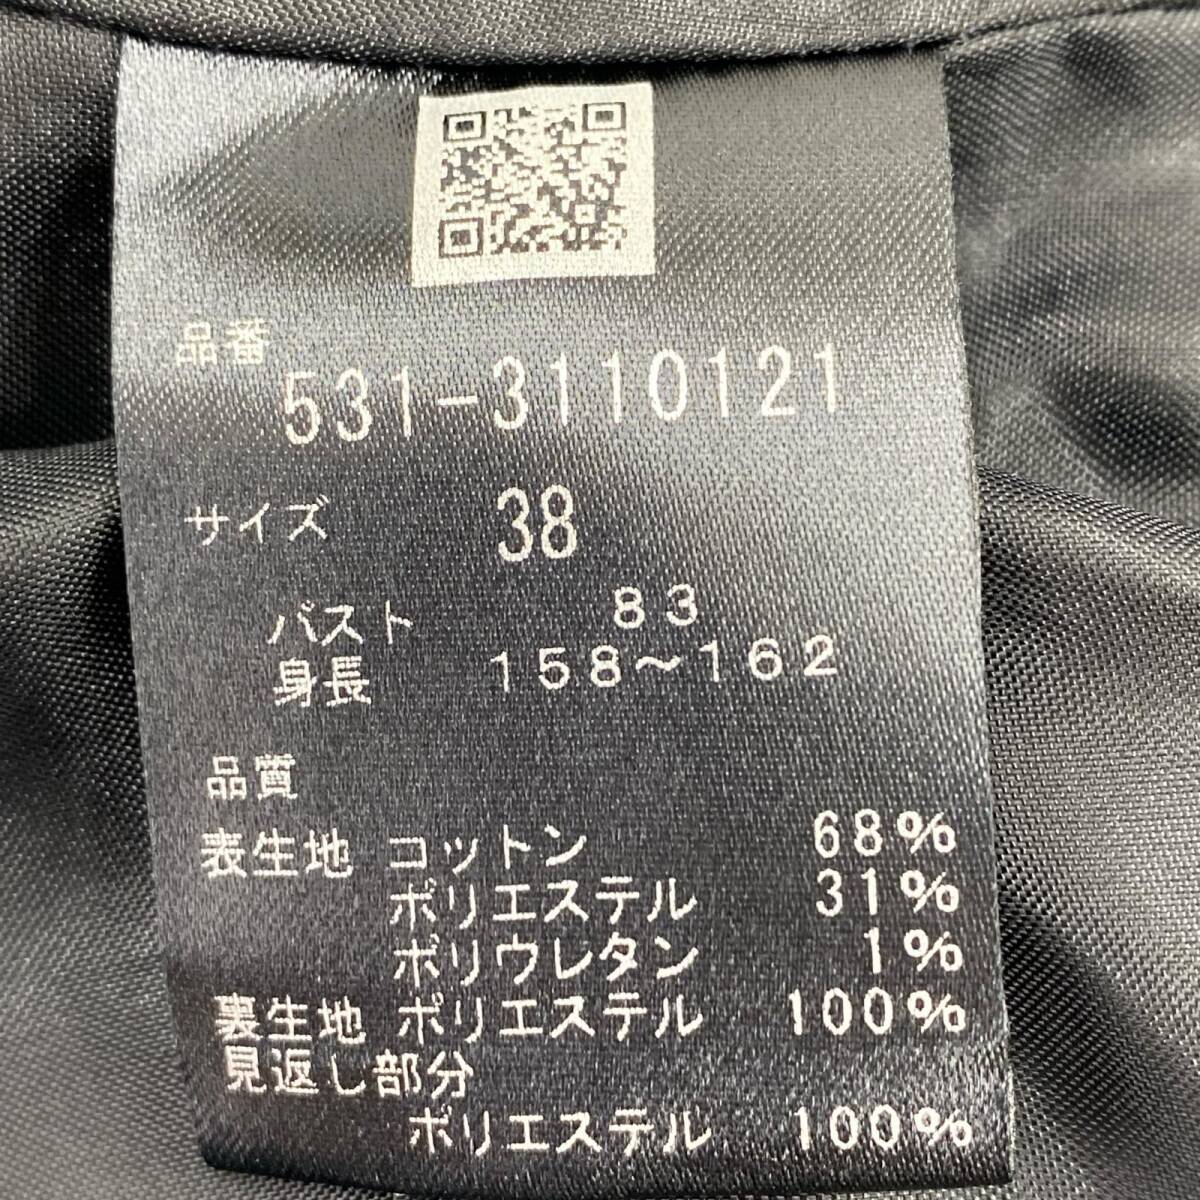 品番
531-3110121
サイズ 38
バスト 83
身長 158～162
品質
表生地 コットン 68%
ポリエステル 31%
ポリウレタン 1%
裏生地 ポリエステル 100%
見返し部分
ポリエステル 100%